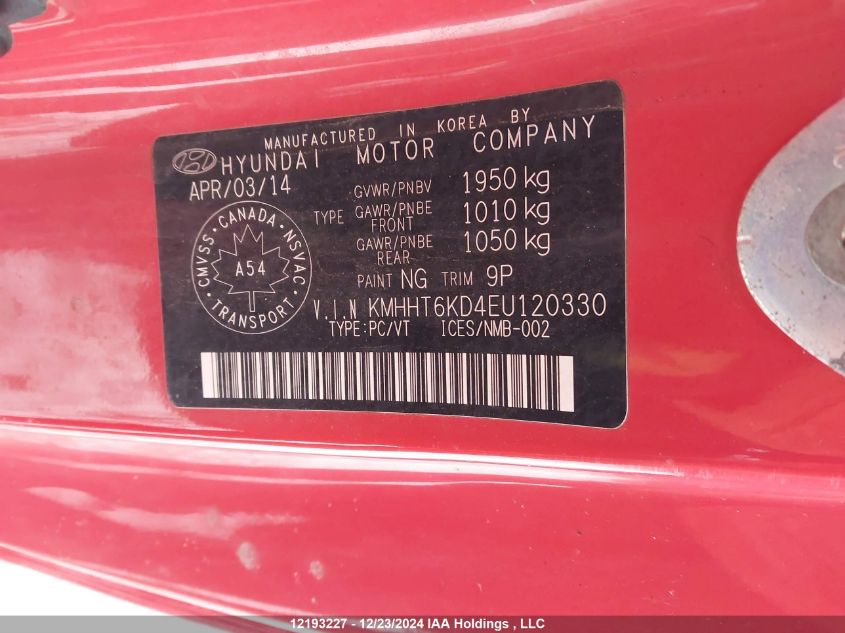 MANUFACTURED IN KOREA BY
HYUNDAI MOTOR COMPANY
APR/03/14
GVWR/PNBV 1950 kg
TYPE GAWR/PNBE FRONT 1010 kg
GAWR/PNBE REAR 1050 kg
PAINT NG TRIM 9P
CANADA
CMVSS NSVAC
A54
TRANSPORT
V.I.N KMHHT6KD4EU120330
TYPE:PC/VT ICES/NMB-002
12193227 - 12/23/2024 IAA Holdings , LLC